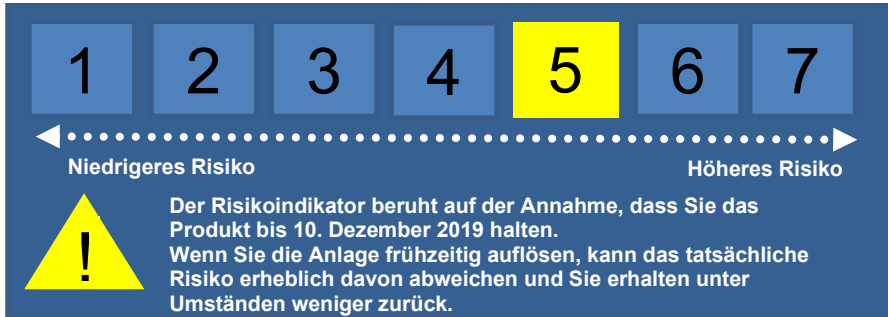 1 2 3 4 5 6 7
Niedrigeres Risiko Höheres Risiko
!
Der Risikoindikator beruht auf der Annahme, dass Sie das
Produkt bis 10. Dezember 2019 halten.
Wenn Sie die Anlage frühzeitig auflösen, kann das tatsächliche
Risiko erheblich davon abweichen und Sie erhalten unter
Umständen weniger zurück.